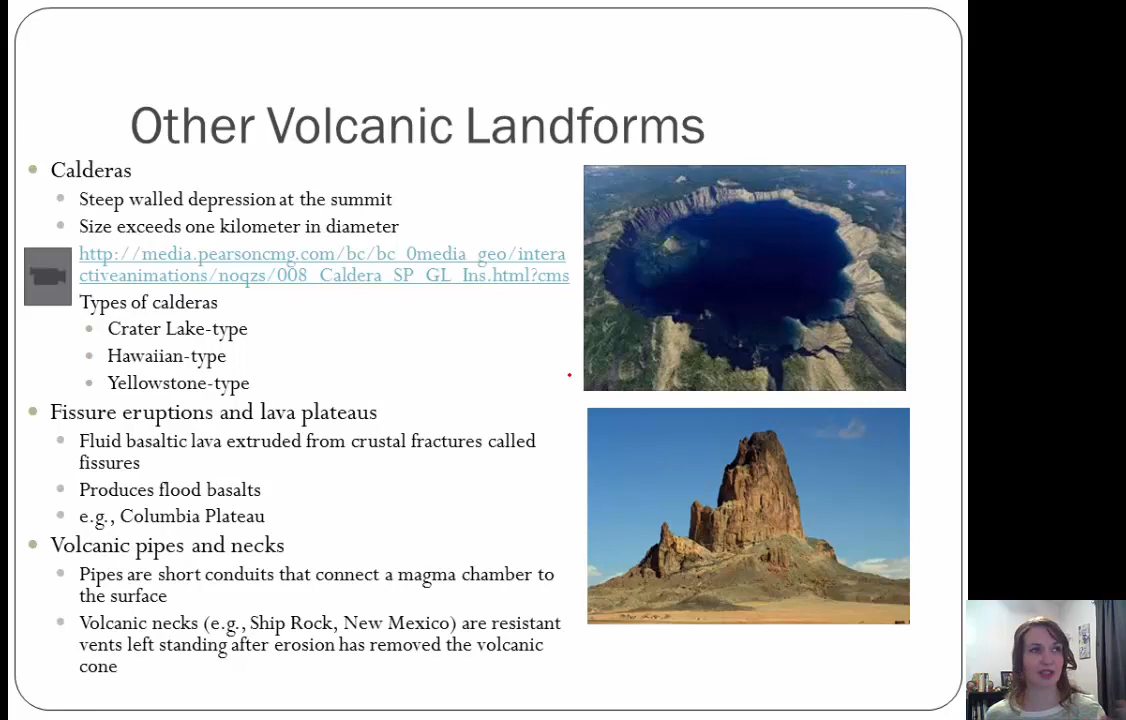 Other Volcanic Landforms
Calderas
Steep walled depression at the summit
Size exceeds one kilometer in diameter
http://media.pearsoncmg.com/bc/bc_0media_geo/intera
ctiveanimations/noqzs/008_Caldera_SP_GL_Ins.html?cms
Types of calderas
Crater Lake-type
Hawaiian-type
Yellowstone-type
Fissure eruptions and lava plateaus
Fluid basaltic lava extruded from crustal fractures called
fissures
Produces flood basalts
e.g., Columbia Plateau
Volcanic pipes and necks
Pipes are short conduits that connect a magma chamber to
the surface
Volcanic necks (e.g., Ship Rock, New Mexico) are resistant
vents left standing after erosion has removed the volcanic
cone